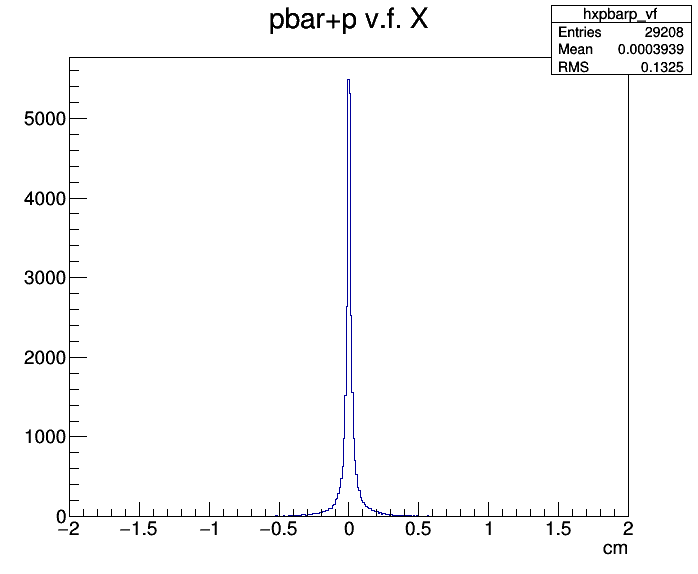 pbar+p v.f. X
hxpbarp_vf
Entries 29208
Mean 0.0003939
RMS 0.1325
5000
4000
3000
2000
1000
0
−2 −1.5 −1 −0.5 0 0.5 1 1.5 2
cm